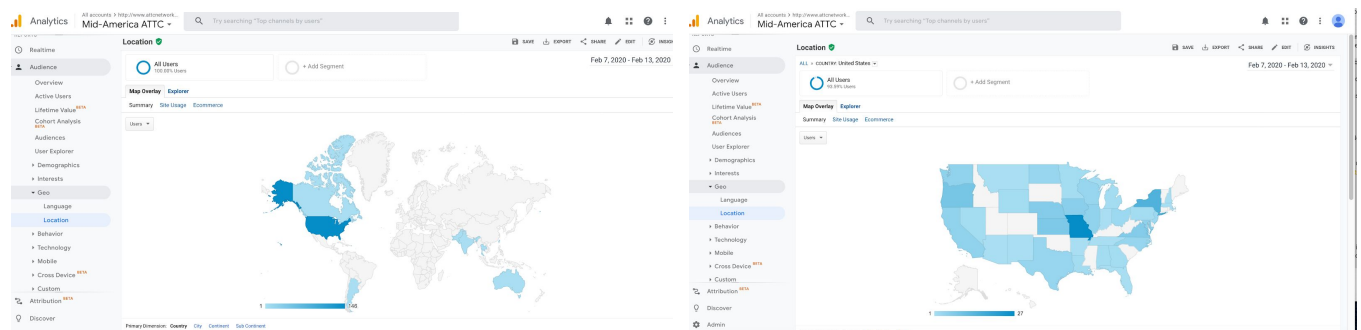 Analytics
All accounts > http://www.attcnetwork...
Mid-America ATTC
Try searching "Top channels by users"
Realtime
Audience
Overview
Active Users
Lifetime Value BETA
Cohort Analysis
BETA
Audiences
User Explorer
Demographics
Interests
Geo
Language
Location
Behavior
Technology
Mobile
Cross Device BETA
Custom
Attribution BETA
Discover
Location
SAVE EXPORT SHARE EDIT INSIGH
All Users
100.00% Users
+ Add Segment
Feb 7, 2020 - Feb 13, 2020
Map Overlay Explorer
Summary Site Usage Ecommerce
Users
1 146
Primary Dimension: Country City Continent Sub Continent
Analytics
All accounts > http://www.attcnetwork...
Mid-America ATTC
Try searching "Top channels by users"
Realtime
Audience
Overview
Active Users
Lifetime Value BETA
Cohort Analysis
BETA
Audiences
User Explorer
Demographics
Interests
Geo
Language
Location
Behavior
Technology
Mobile
Cross Device BETA
Custom
Attribution BETA
Discover
Admin
Location
SAVE EXPORT SHARE EDIT INSIGHTS
ALL » COUNTRY: United States
Feb 7, 2020 - Feb 13, 2020
All Users
Users
+ Add Segment
Map Overlay Explorer
Summary Site Usage Ecommerce
Users
1 27